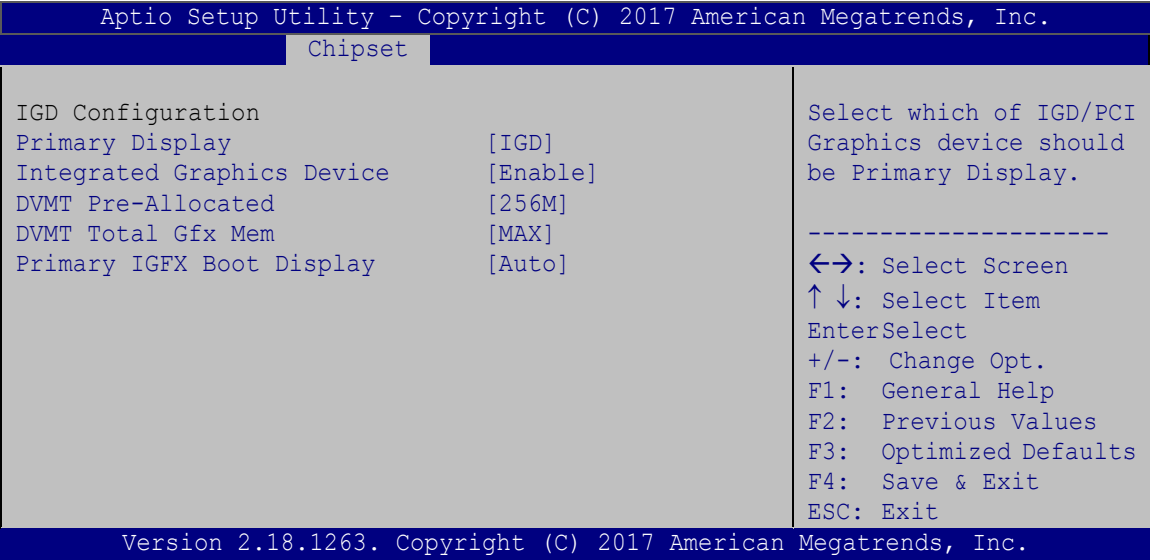 Aptio Setup Utility – Copyright (C) 2017 American Megatrends, Inc.
Chipset
IGD Configuration
Primary Display [IGD]
Integrated Graphics Device [Enable]
DVMT Pre-Allocated [256M]
DVMT Total Gfx Mem [MAX]
Primary IGFX Boot Display [Auto]
Select which of IGD/PCI
Graphics device should
be Primary Display.
---------------------
←→: Select Screen
↑ ↓: Select Item
EnterSelect
+/-: Change Opt.
F1: General Help
F2: Previous Values
F3: Optimized Defaults
F4: Save & Exit
ESC: Exit
Version 2.18.1263. Copyright (C) 2017 American Megatrends, Inc.